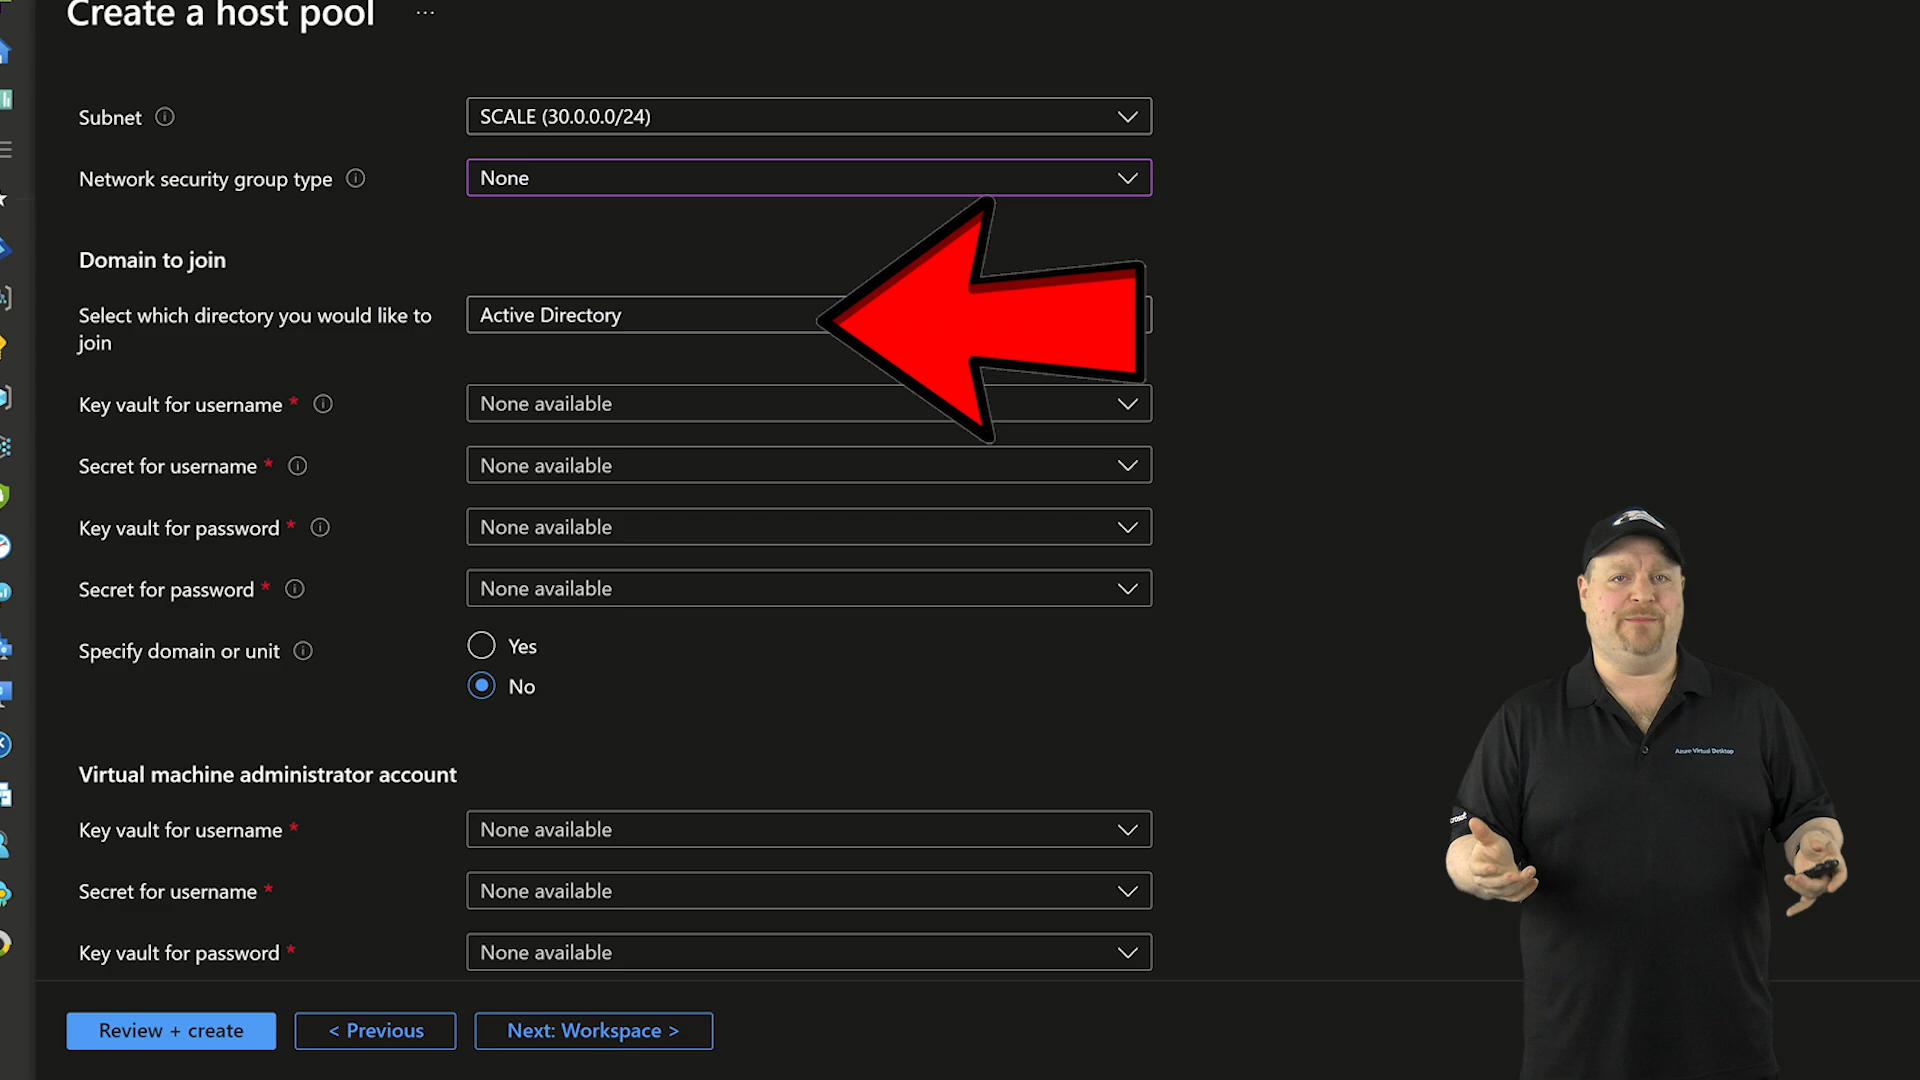 Create a host pool ...
Subnet
SCALE (30.0.0.0/24)
Network security group type
None
Domain to join
Select which directory you would like to
join
Active Directory
Key vault for username *
None available
Secret for username *
None available
Key vault for password *
None available
Secret for password *
None available
Specify domain or unit
Yes
No
Virtual machine administrator account
Key vault for username *
None available
Secret for username *
None available
Key vault for password *
None available
Azure Virtual Desktop
Review + create
< Previous
Next: Workspace >